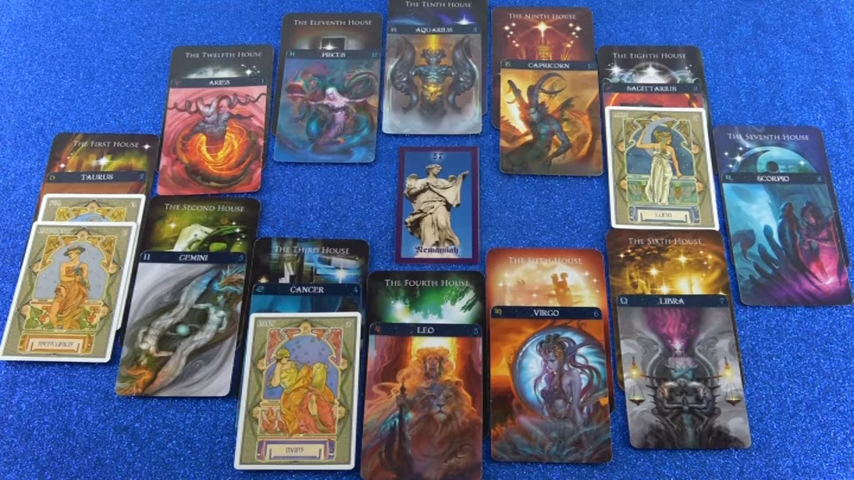 THE TENTH HOUSE
AQUARIUS
THE ELEVENTH HOUSE
PISCES
THE NINTH HOUSE
CAPRICORN
THE TWELFTH HOUSE
ARIES
THE EIGHTH HOUSE
SAGITTARIUS
LUNA
THE FIRST HOUSE
TAURUS
THE SEVENTH HOUSE
SCORPIO
57
Nemamiah
THE SECOND HOUSE
GEMINI
THE THIRD HOUSE
CANCER
THE FOURTH HOUSE
LEO
THE FIFTH HOUSE
VIRGO
THE SIXTH HOUSE
LIBRA